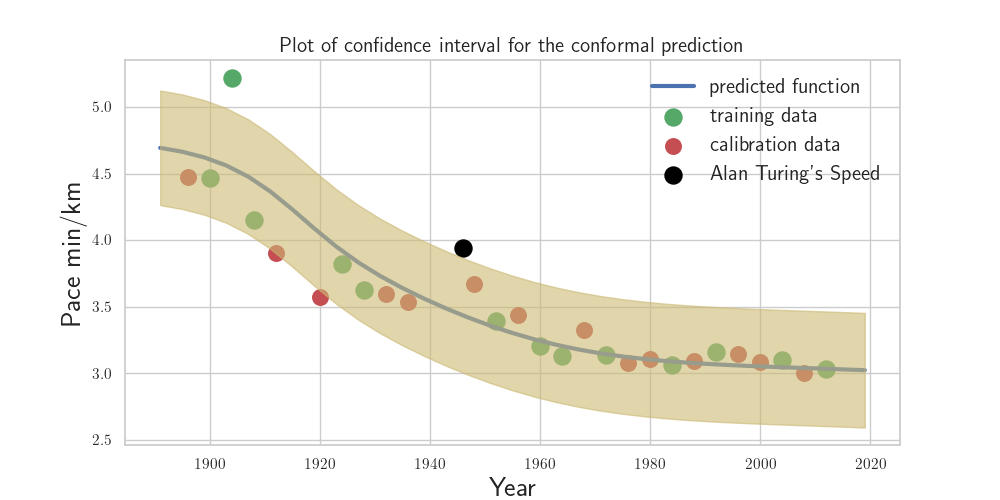 Plot of confidence interval for the conformal prediction
predicted function
training data
calibration data
Alan Turing's Speed
5.0
4.5
4.0
3.5
3.0
2.5
Pace min/km
1900 1920 1940 1960 1980 2000 2020
Year